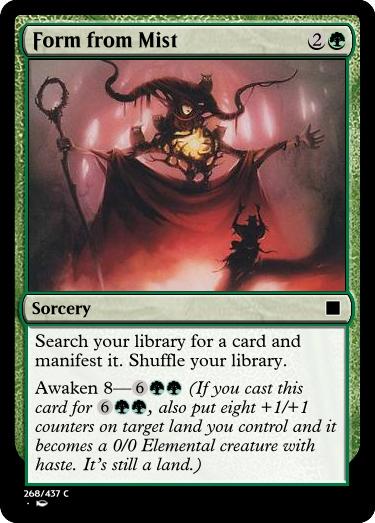 Form from Mist 2
Sorcery
Search your library for a card and
manifest it. Shuffle your library.
Awaken 8—6 (If you cast this
card for 6, also put eight +1/+1
counters on target land you control and it
becomes a 0/0 Elemental creature with
haste. It's still a land.)
268/437 C